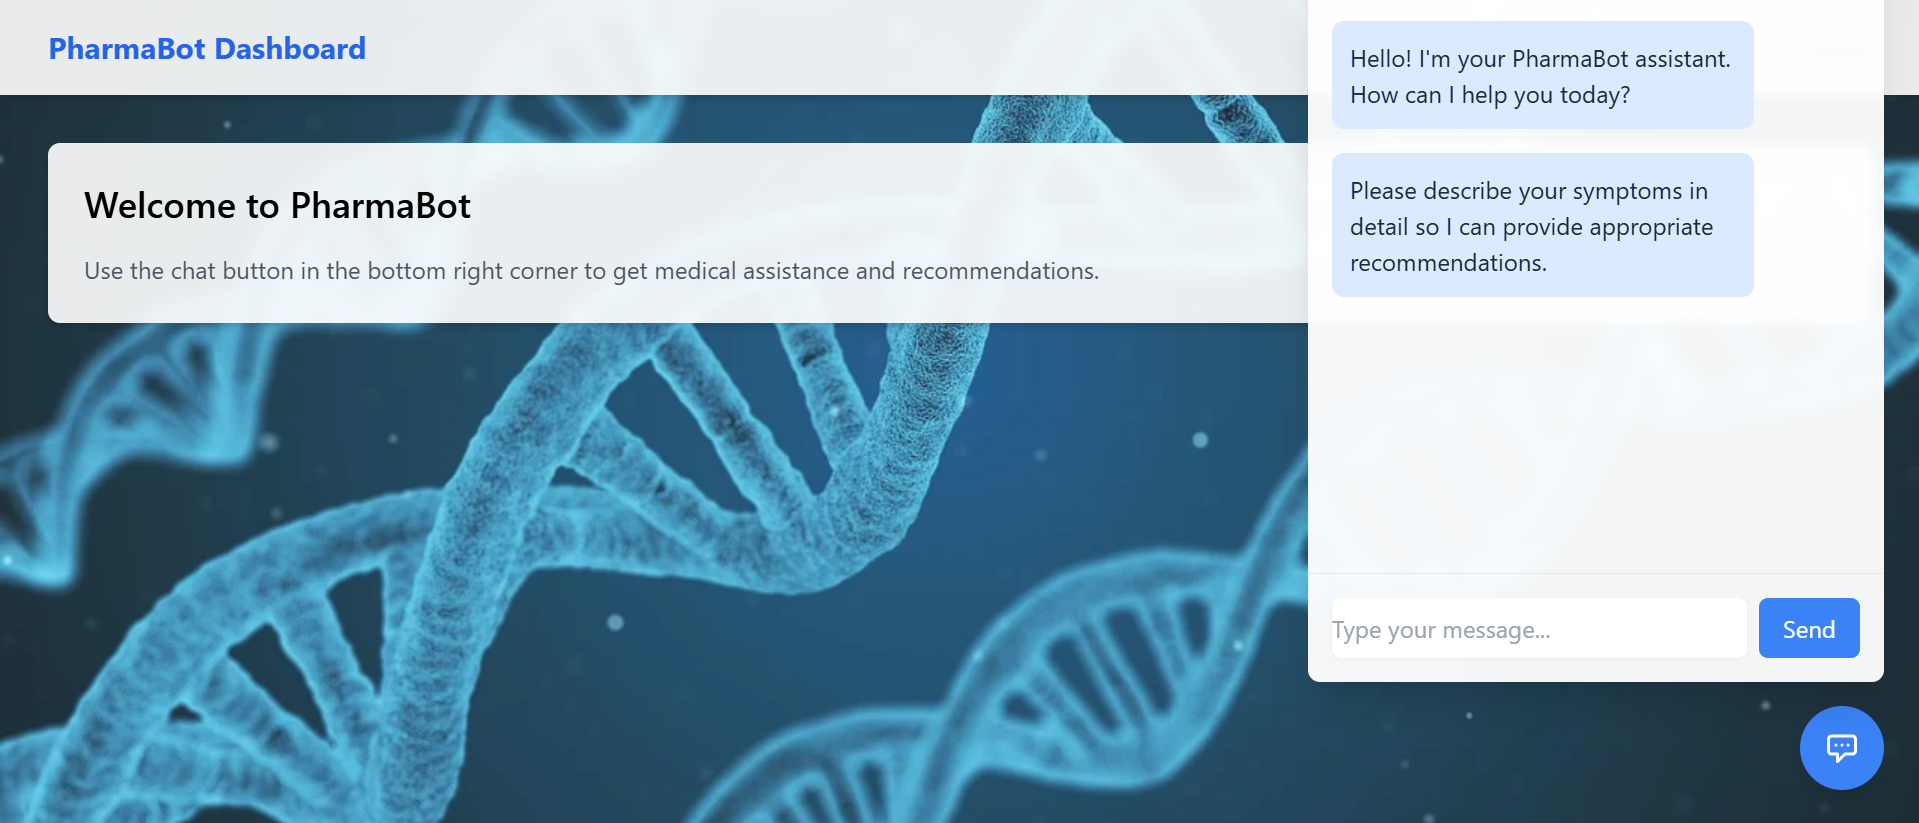 PharmaBot Dashboard
Welcome to PharmaBot
Use the chat button in the bottom right corner to get medical assistance and recommendations.
Hello! I'm your PharmaBot assistant.
How can I help you today?
Please describe your symptoms in
detail so I can provide appropriate
recommendations.
Type your message...
Send